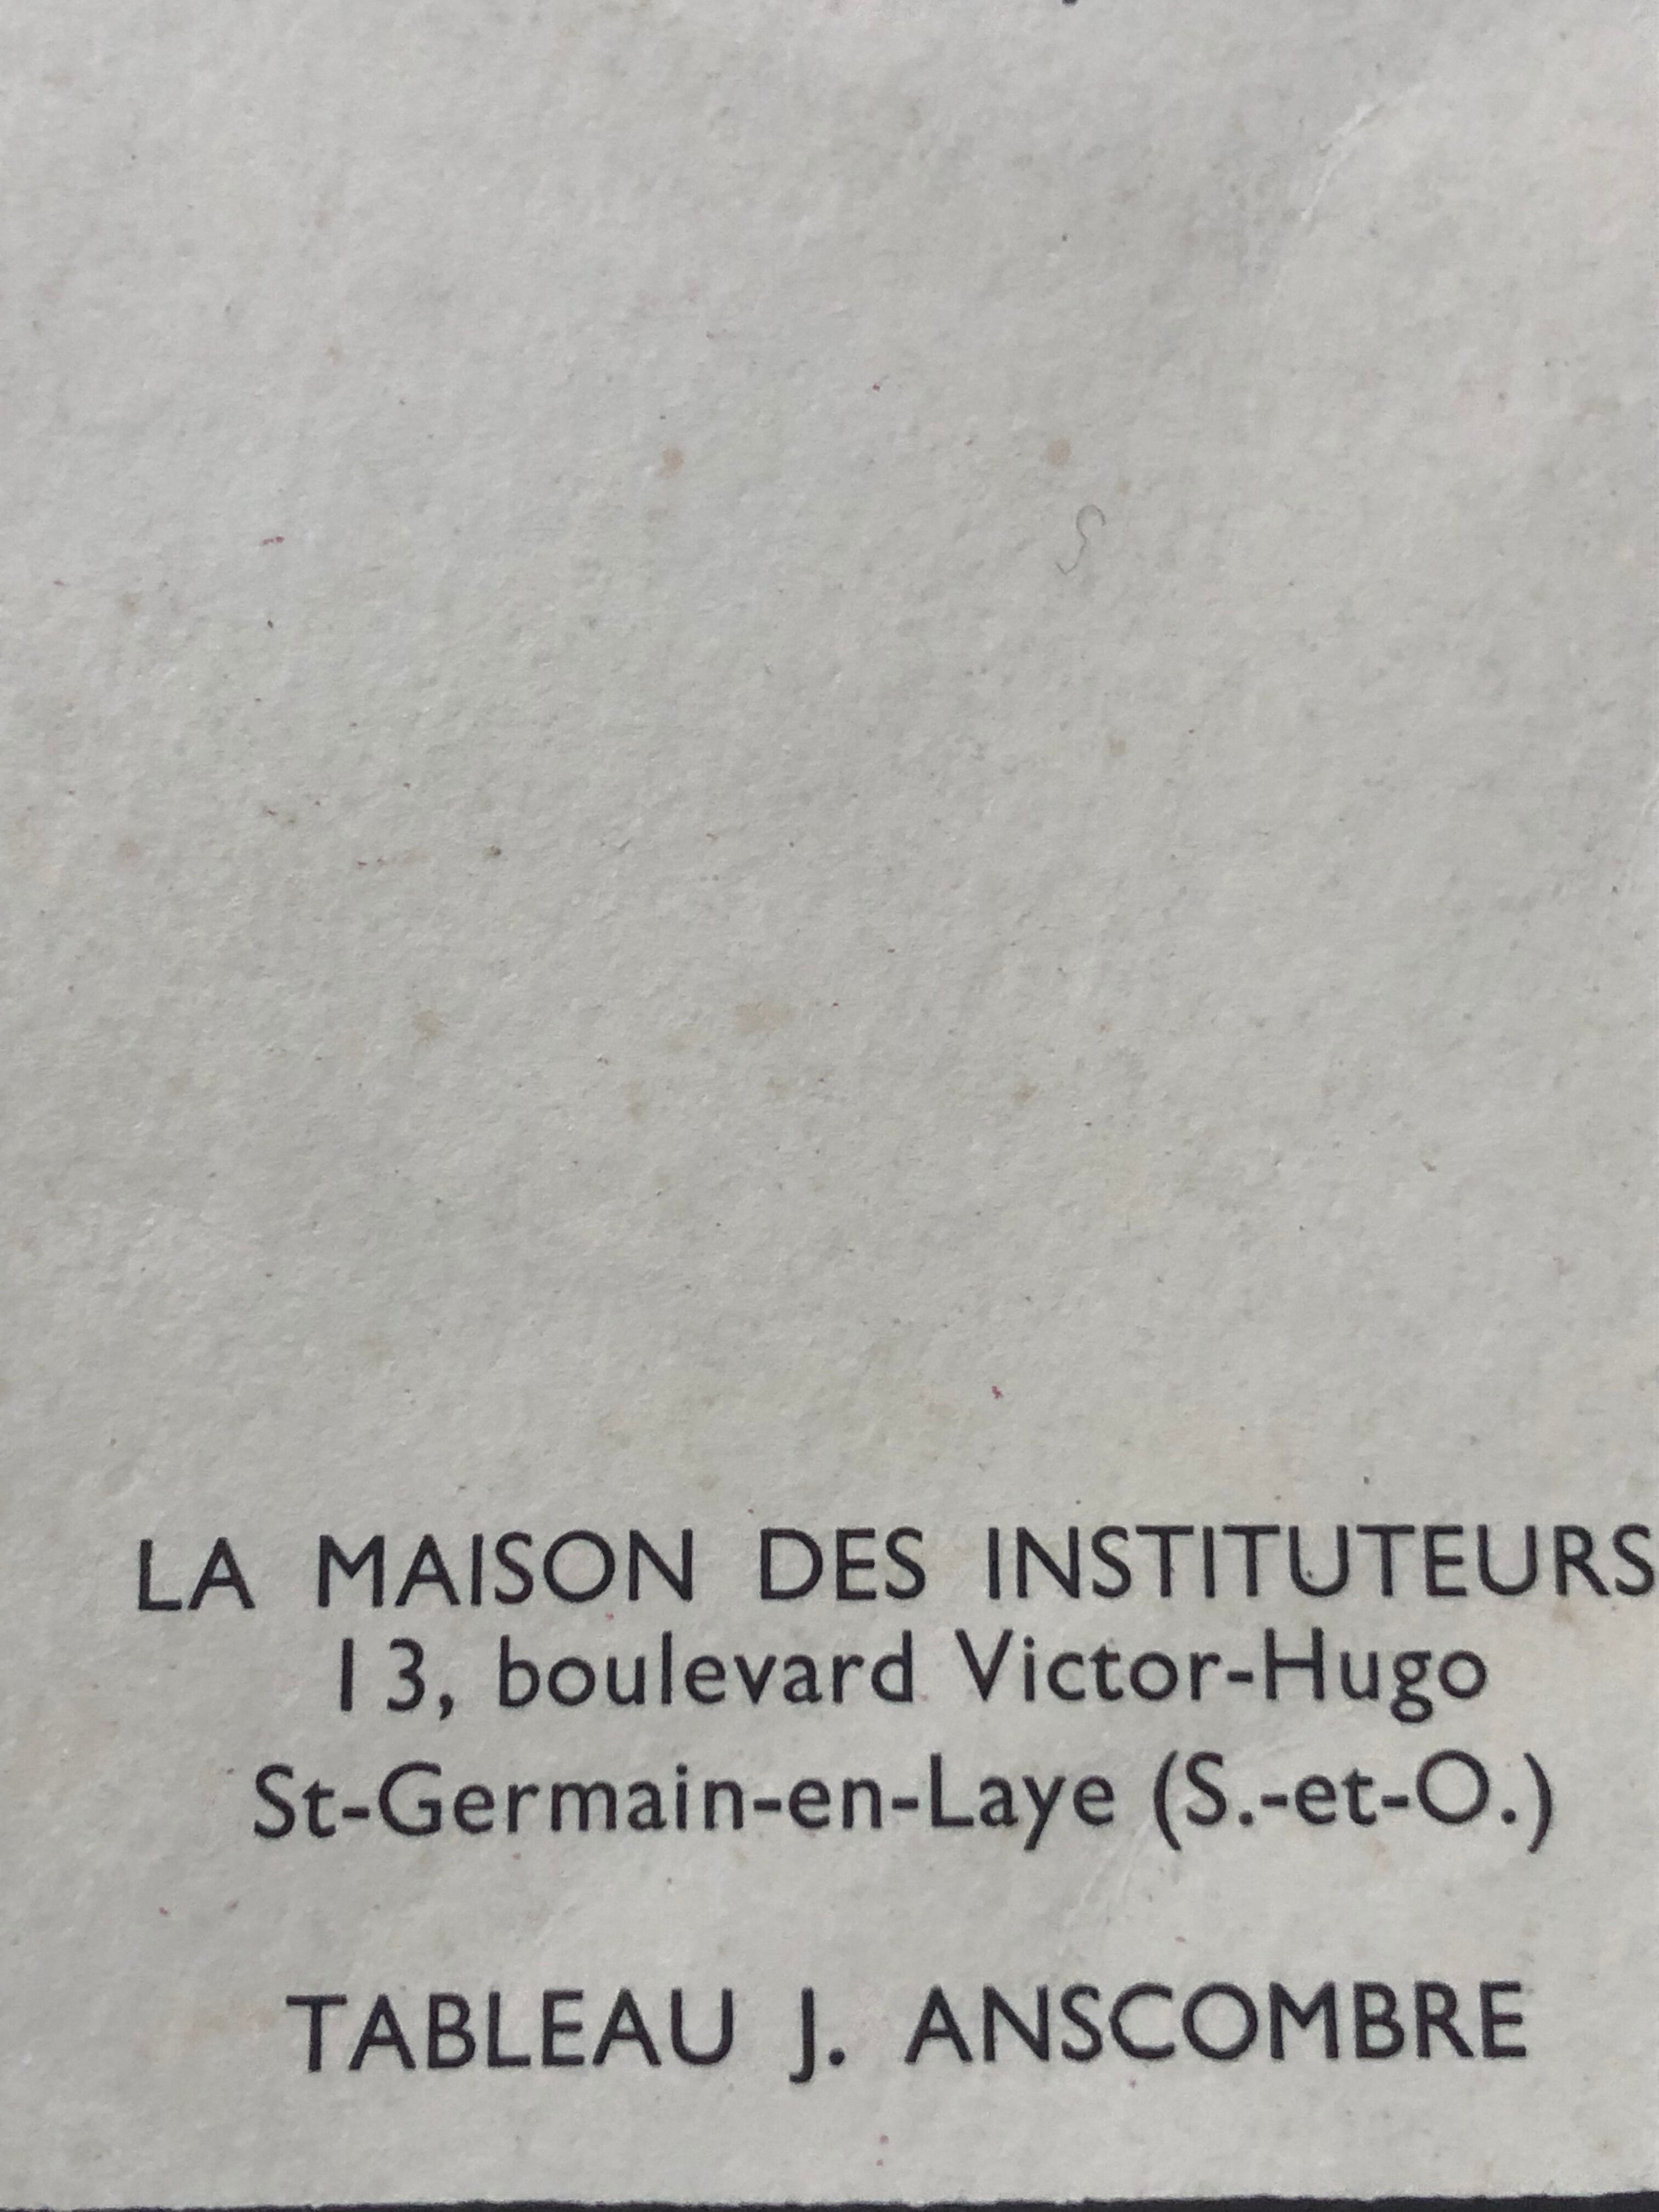 LA MAISON DES INSTITUTEURS
13, boulevard Victor-Hugo
St-Germain-en-Laye (S.-et-O.)
TABLEAU J. ANSCOMBRE